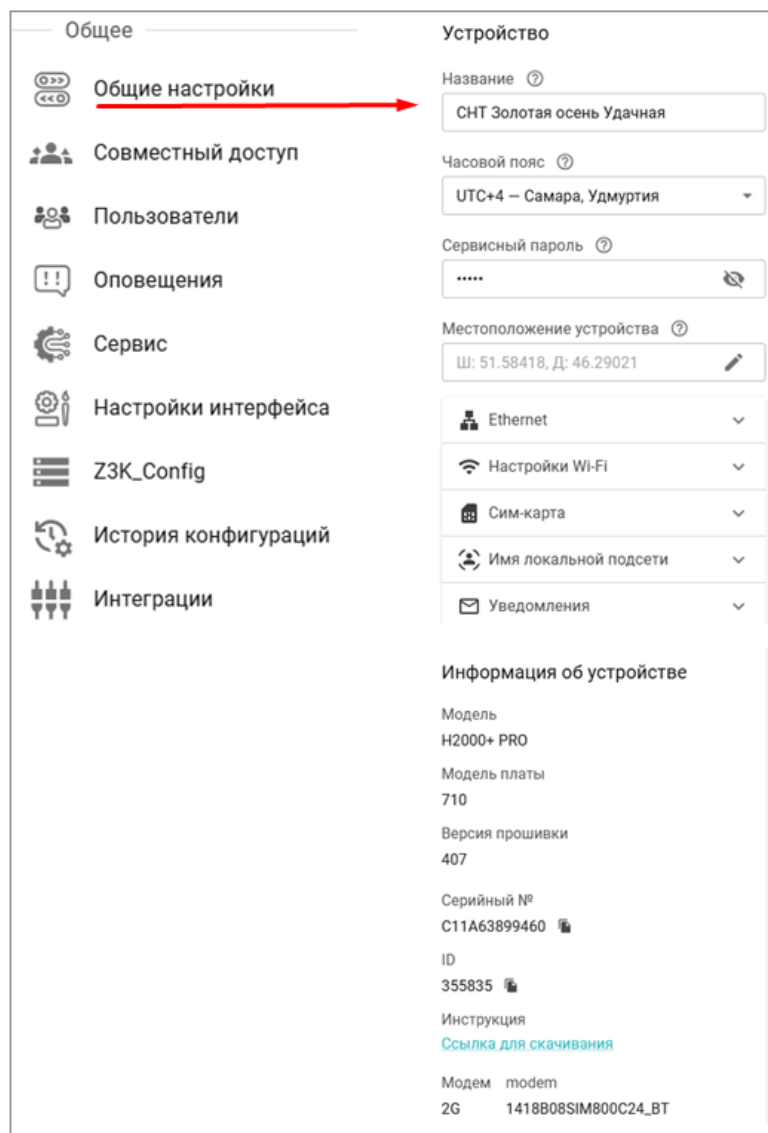 Общее
Общие настройки
Совместный доступ
Пользователи
Оповещения
Сервис
Настройки интерфейса
Z3K_Config
История конфигураций
Интеграции
Устройство
Название
СНТ Золотая осень Удачная
Часовой пояс
UTC+4 — Самара, Удмуртия
Сервисный пароль
•••••
Местоположение устройства
Ш: 51.58418, Д: 46.29021
Ethernet
Настройки Wi-Fi
Сим-карта
Имя локальной подсети
Уведомления
Информация об устройстве
Модель
H2000+ PRO
Модель платы
710
Версия прошивки
407
Серийный №
C11A63899460
ID
355835
Инструкция
Ссылка для скачивания
Модем modem
2G 1418B08SIM800C24_BT